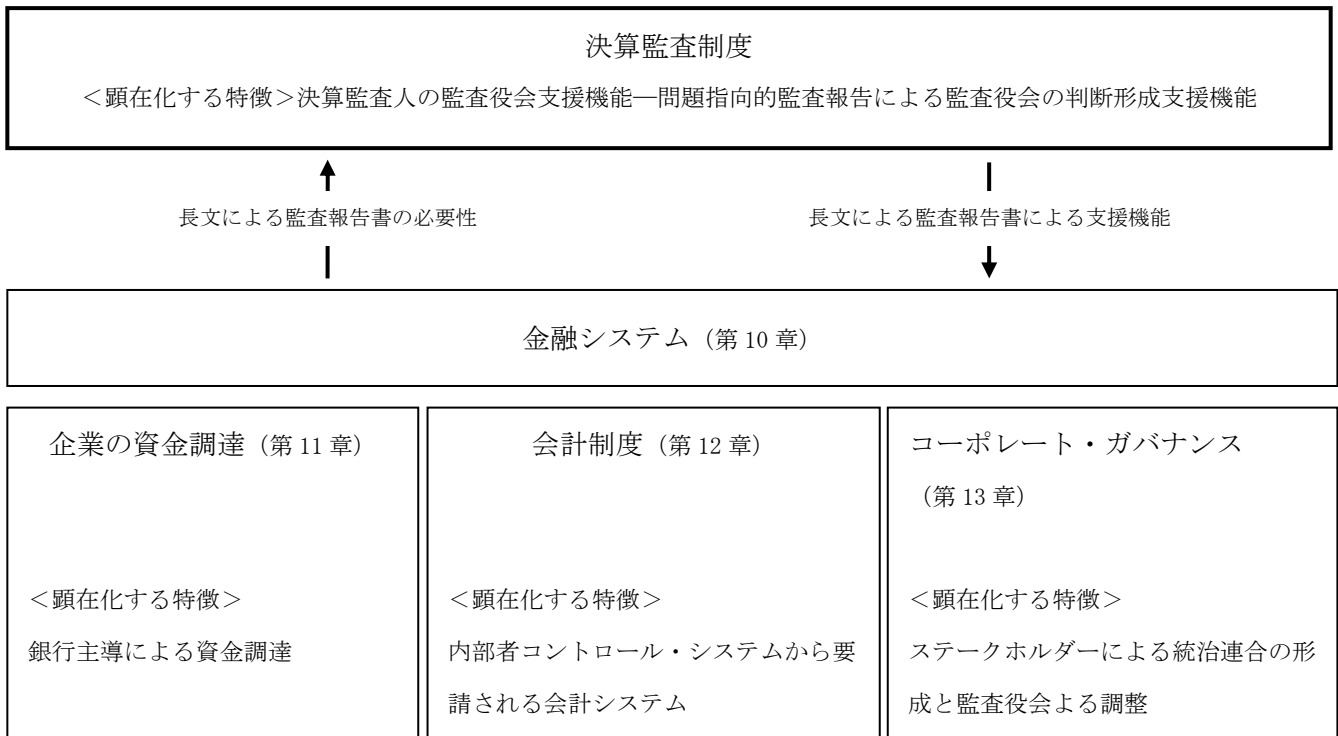 決算監査制度
＜顕在化する特徴＞決算監査人の監査役会支援機能―問題指向的監査報告による監査役会の判断形成支援機能
長文による監査報告書の必要性
長文による監査報告書による支援機能
金融システム（第 10 章）
企業の資金調達（第 11 章）
＜顕在化する特徴＞
銀行主導による資金調達
会計制度（第 12 章）
＜顕在化する特徴＞
内部者コントロール・システムから要
請される会計システム
コーポレート・ガバナンス
（第 13 章）
＜顕在化する特徴＞
ステークホルダーによる統治連合の形
成と監査役会よる調整